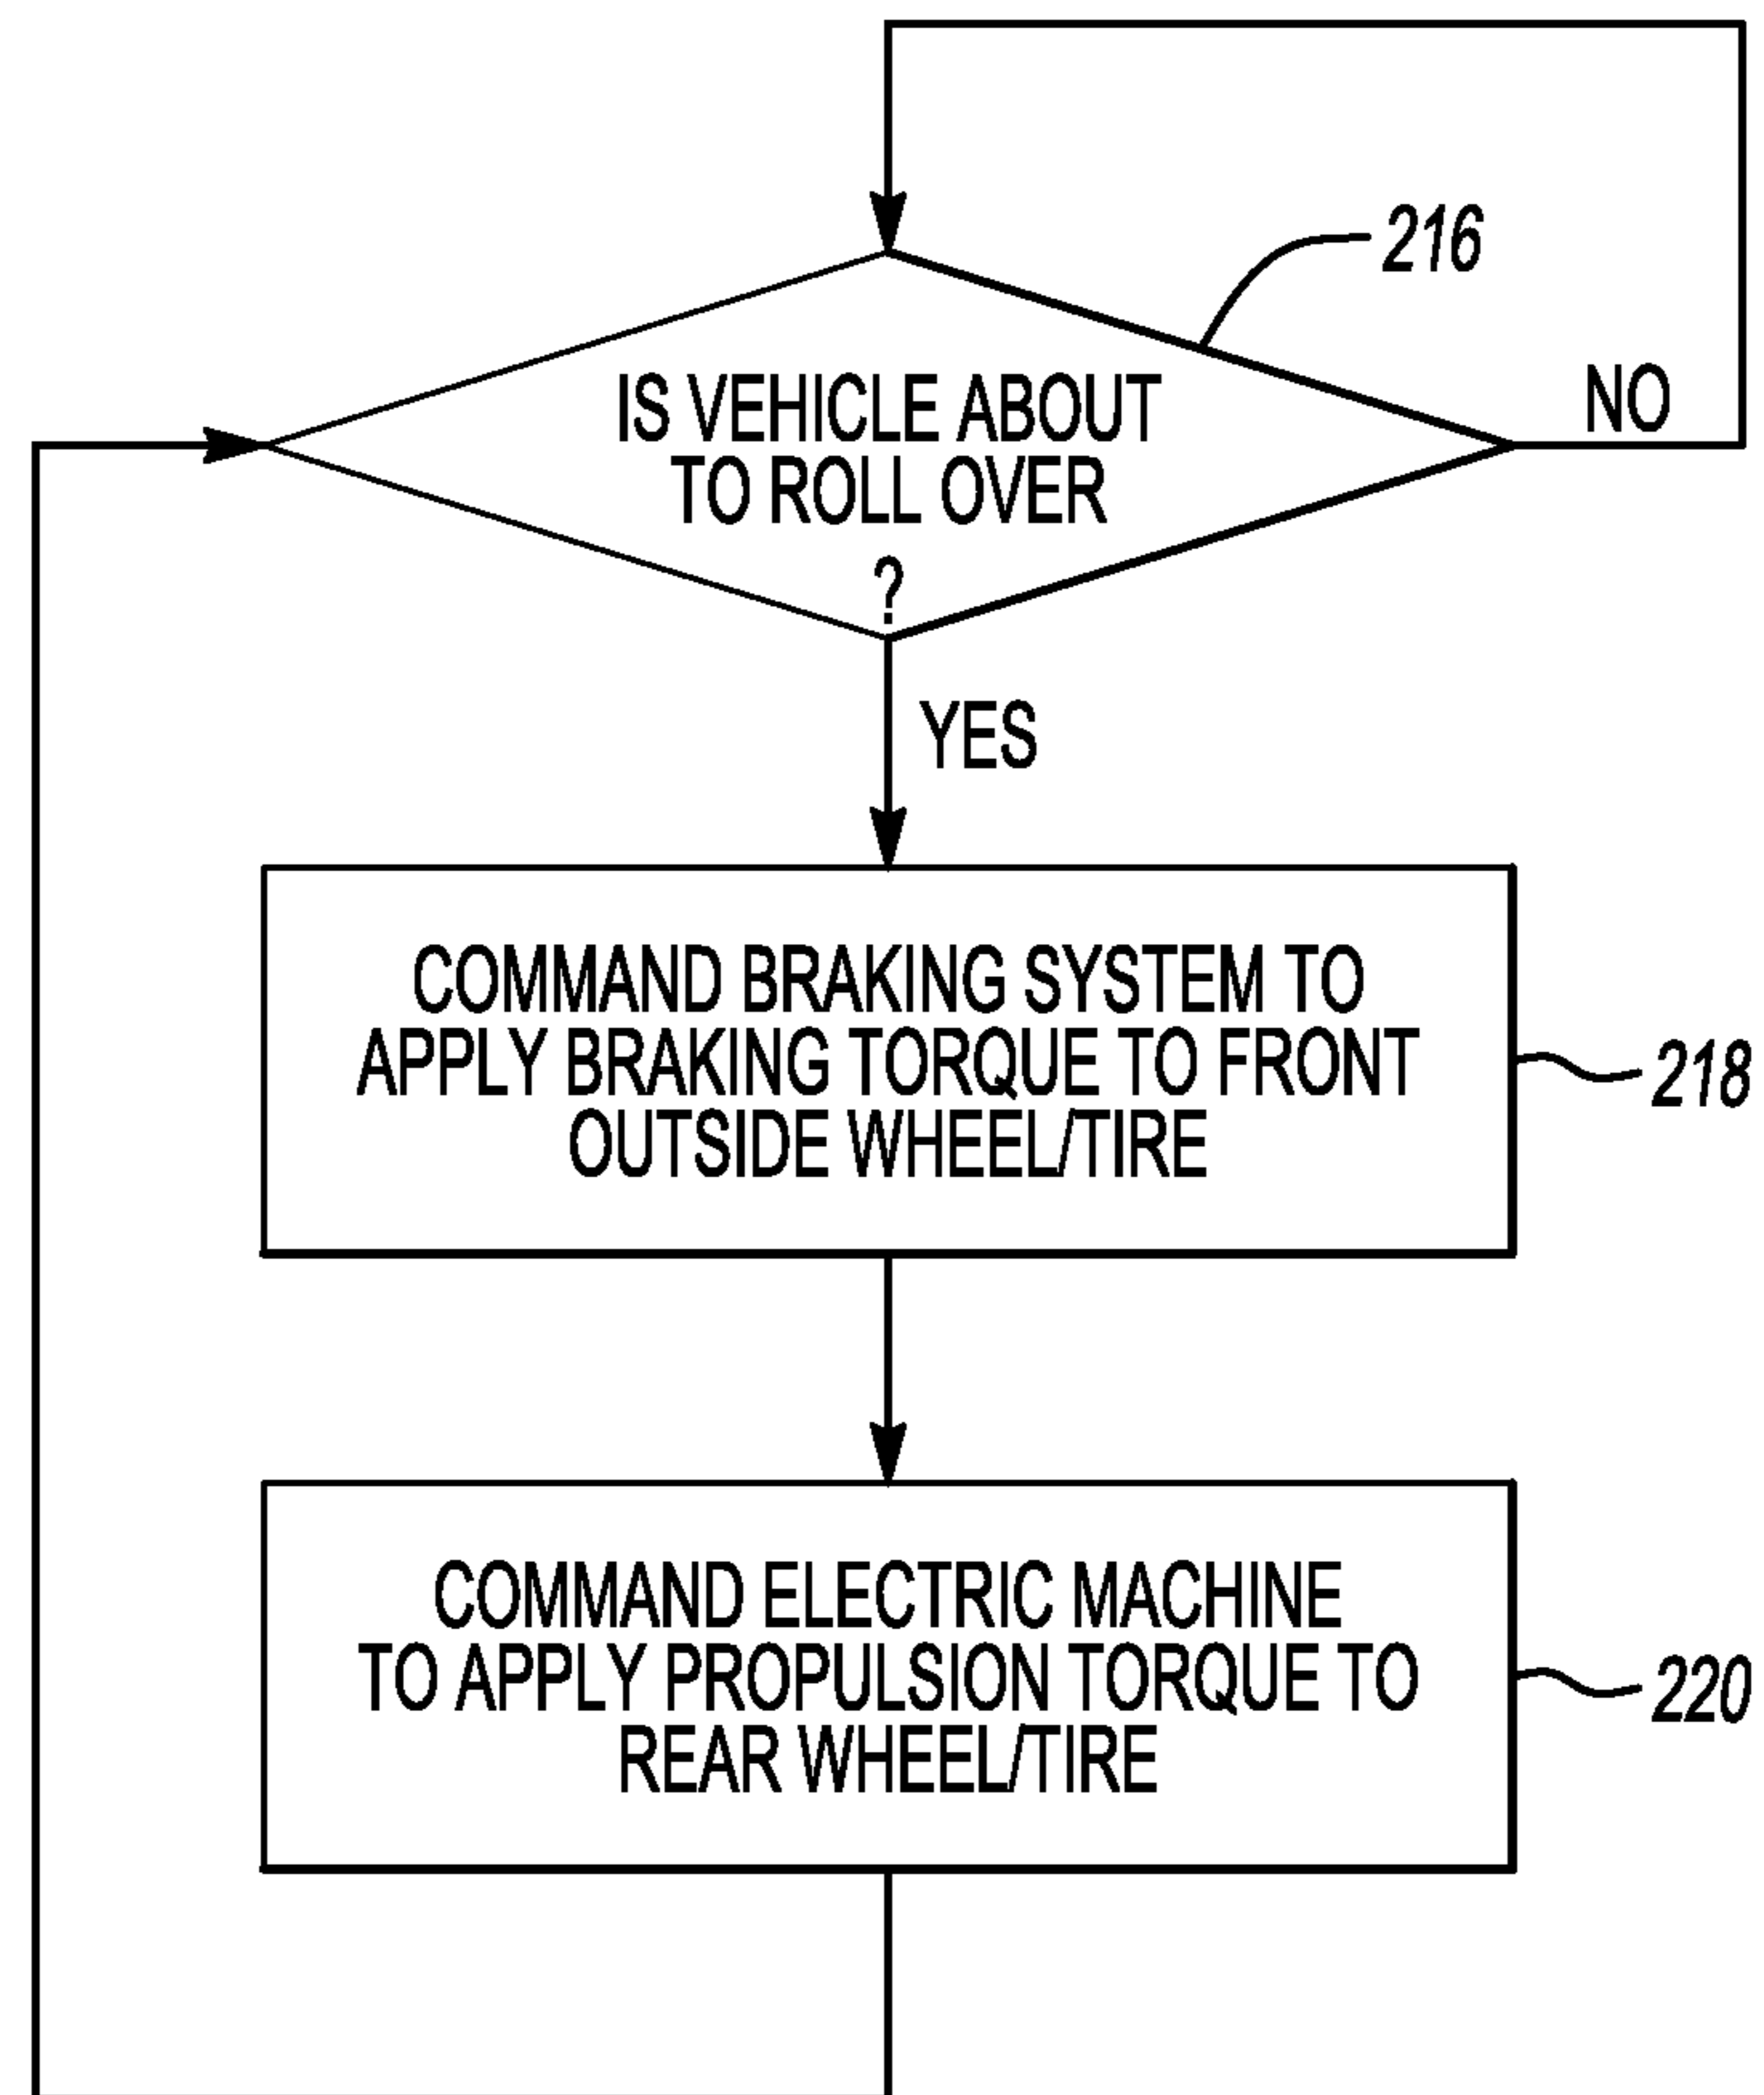 216
IS VEHICLE ABOUT
TO ROLL OVER
?
NO
YES
COMMAND BRAKING SYSTEM TO
APPLY BRAKING TORQUE TO FRONT
OUTSIDE WHEEL/TIRE
218
COMMAND ELECTRIC MACHINE
TO APPLY PROPULSION TORQUE TO
REAR WHEEL/TIRE
220